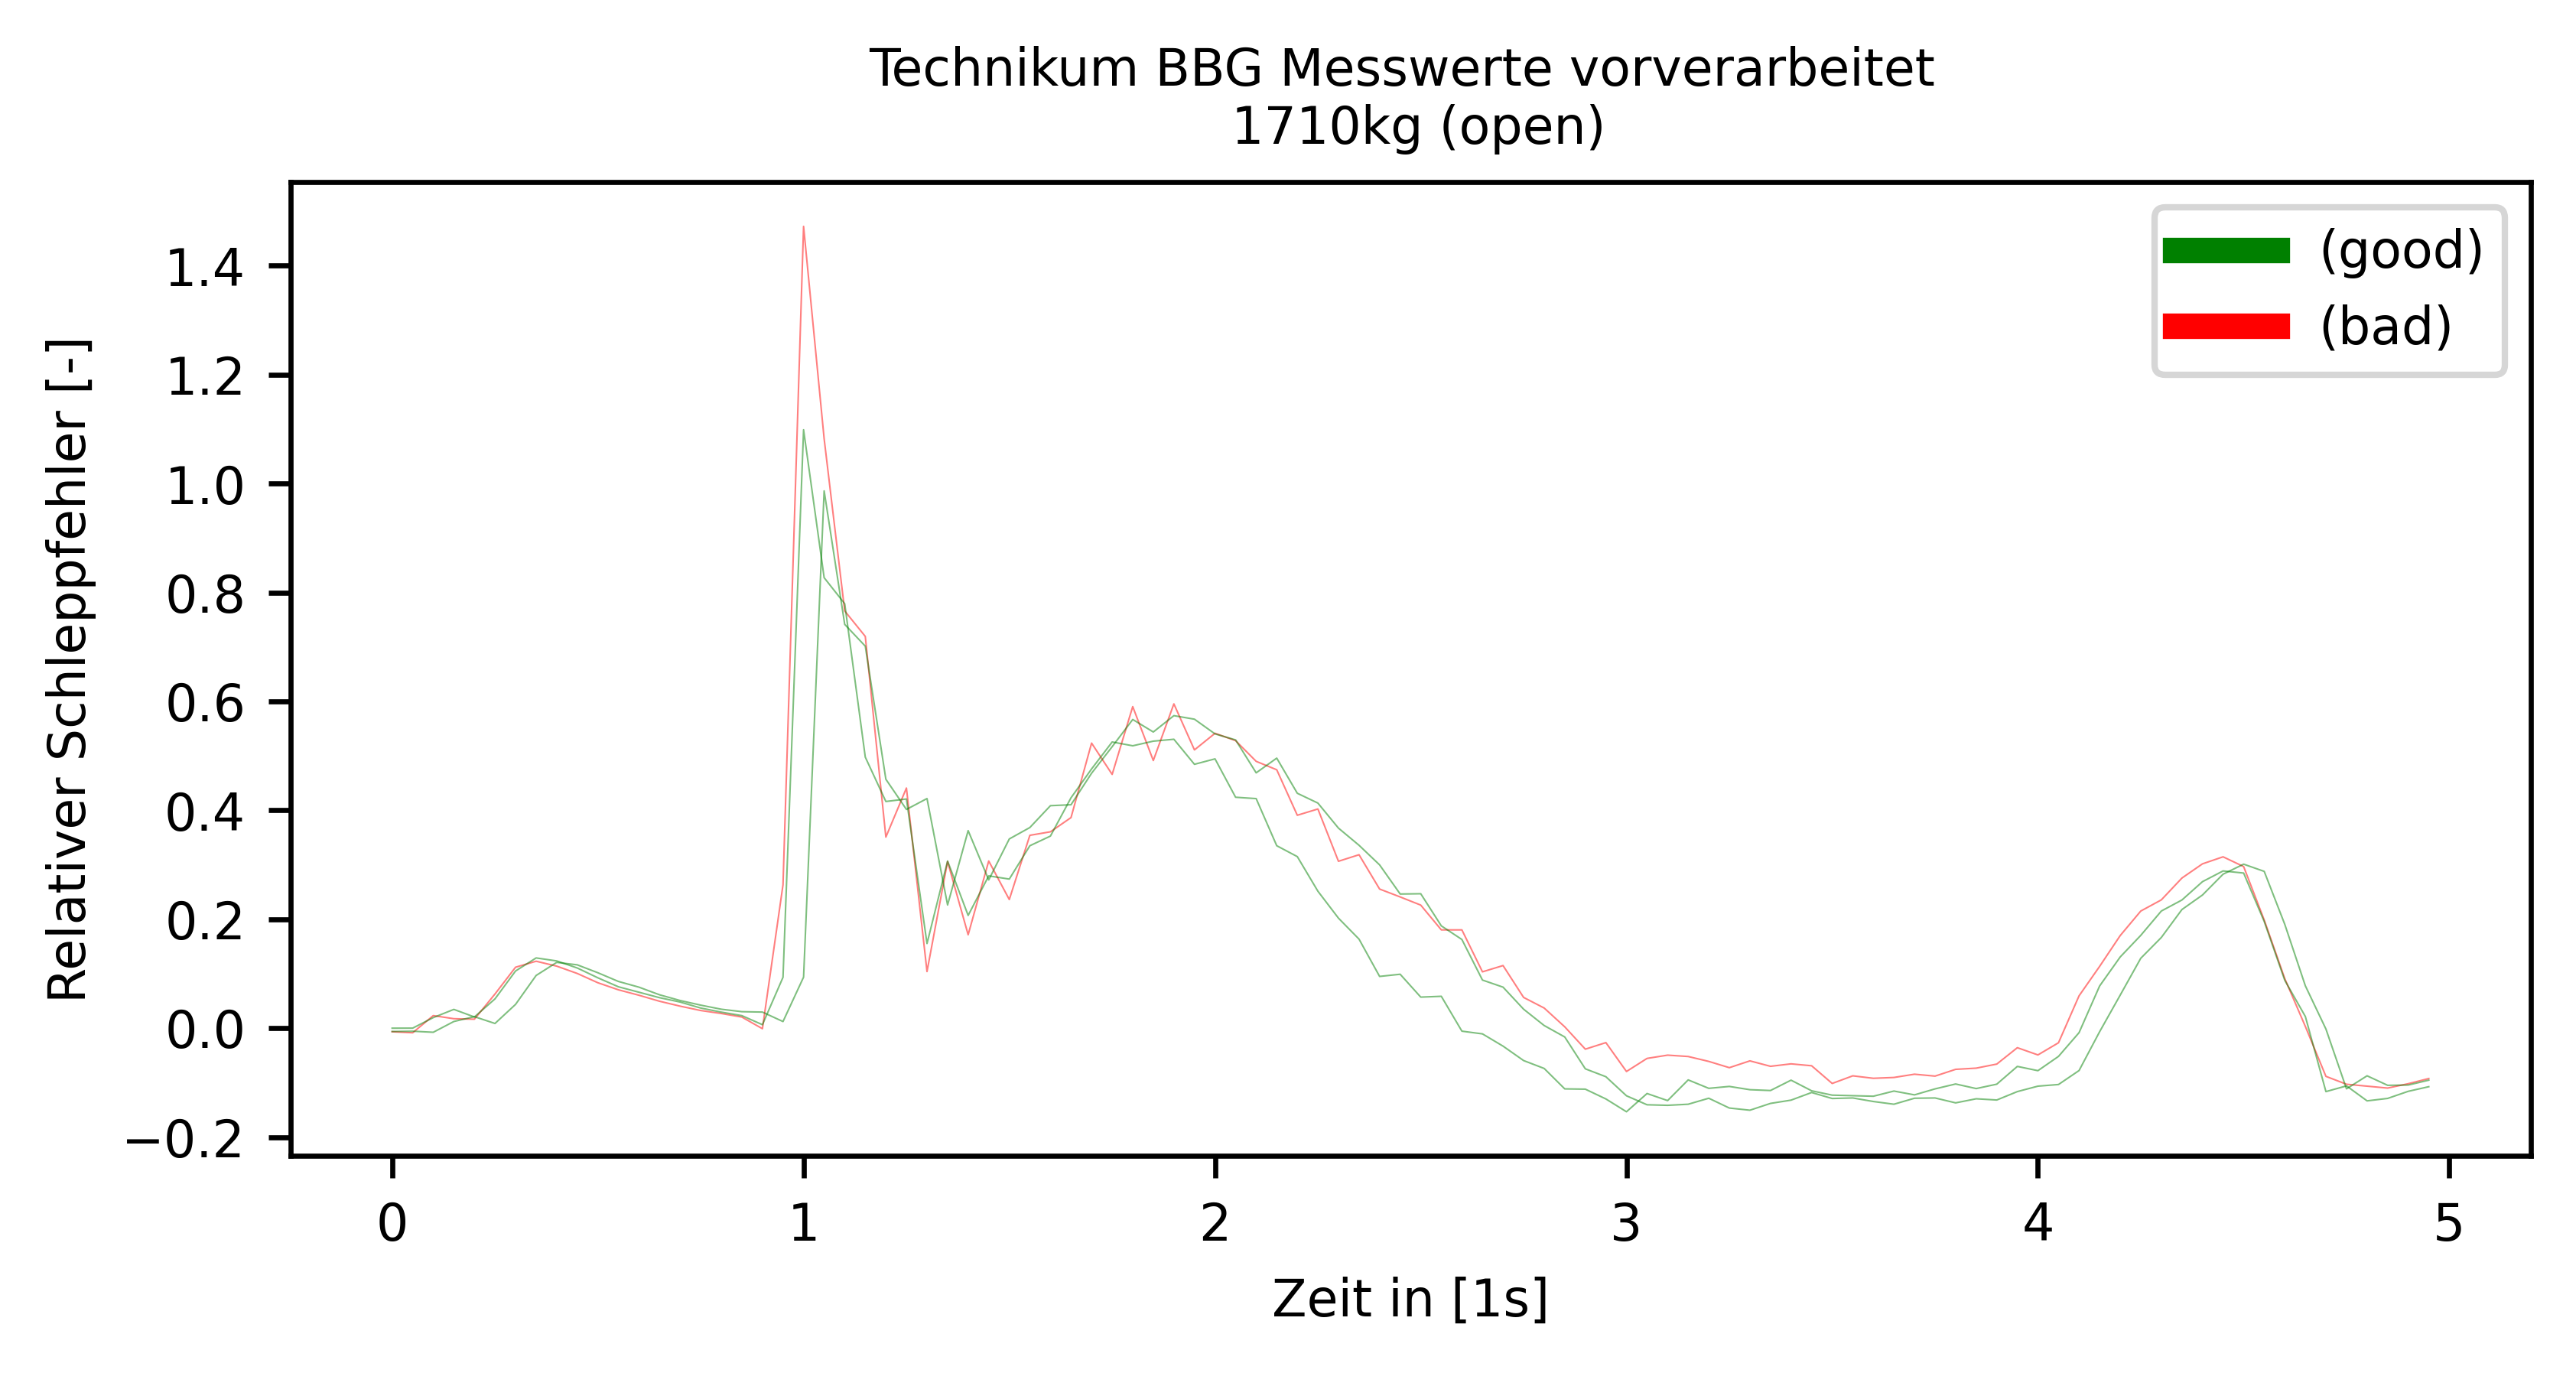 Technikum BBG Messwerte vorverarbeitet
1710kg (open)
(good)
(bad)
Relativer Schleppfehler [-]
1.4
1.2
1.0
0.8
0.6
0.4
0.2
0.0
−0.2
0 1 2 3 4 5
Zeit in [1s]